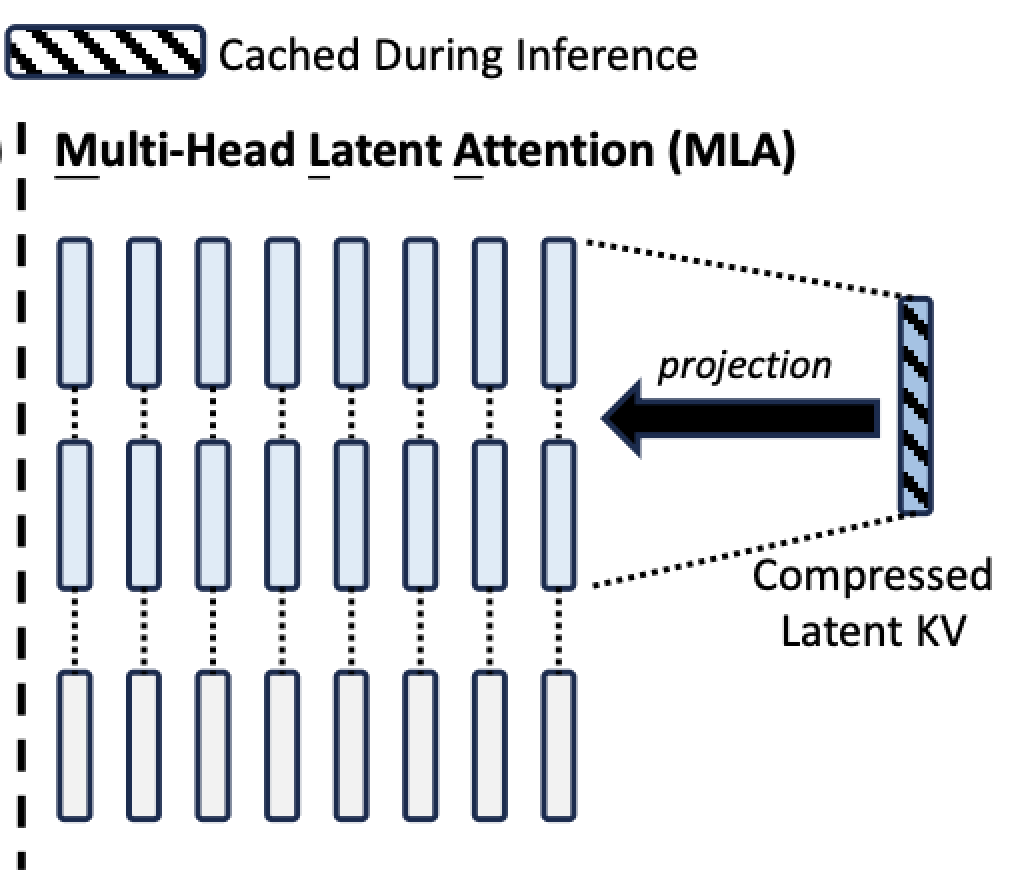 Cached During Inference
) Multi-Head Latent Attention (MLA)
projection
Compressed
Latent KV